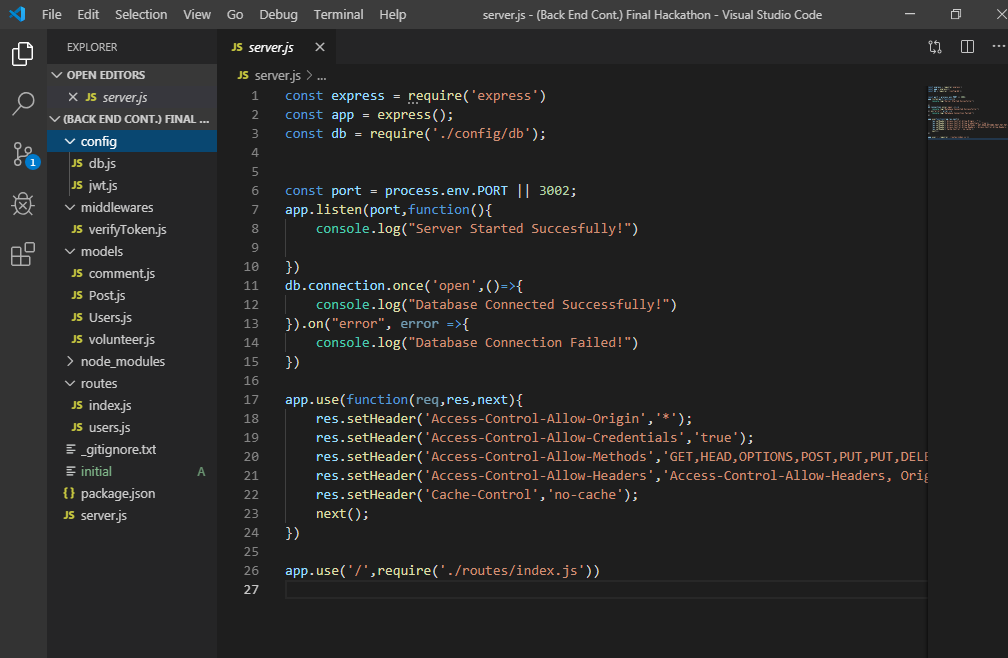 File Edit Selection View Go Debug Terminal Help server.js - (Back End Cont.) Final Hackathon - Visual Studio Code
EXPLORER
OPEN EDITORS
JS server.js
(BACK END CONT.) FINAL ...
config
JS db.js
JS jwt.js
middlewares
JS verifyToken.js
models
JS comment.js
JS Post.js
JS Users.js
JS volunteer.js
node_modules
routes
JS index.js
JS users.js
_gitignore.txt
initial A
{} package.json
JS server.js
1
JS server.js
JS server.js > ...
1 const express = require('express')
2 const app = express();
3 const db = require('./config/db');
4
5
6 const port = process.env.PORT || 3002;
7 app.listen(port,function(){
8 console.log("Server Started Succesfully!")
9
10 })
11 db.connection.once('open',()=>{
12 console.log("Database Connected Successfully!")
13 }).on("error", error =>{
14 console.log("Database Connection Failed!")
15 })
16
17 app.use(function(req,res,next){
18 res.setHeader('Access-Control-Allow-Origin','*');
19 res.setHeader('Access-Control-Allow-Credentials','true');
20 res.setHeader('Access-Control-Allow-Methods','GET,HEAD,OPTIONS,POST,PUT,PUT,DELE
21 res.setHeader('Access-Control-Allow-Headers','Access-Control-Allow-Headers, Orig
22 res.setHeader('Cache-Control','no-cache');
23 next();
24 })
25
26 app.use('/',require('./routes/index.js'))
27